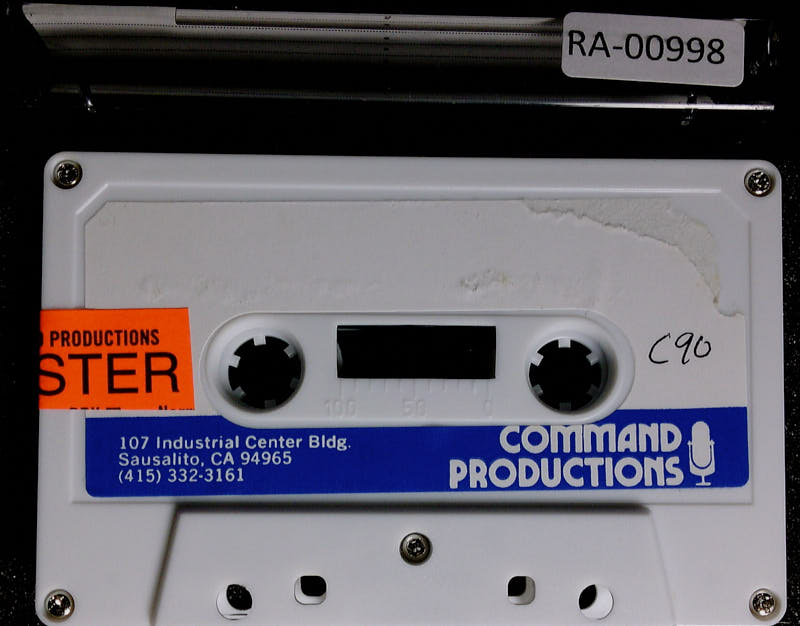 RA-00998
PRODUCTIONS
STER
C90
100 50 0
107 Industrial Center Bldg.
Sausalito, CA 94965
(415) 332-3161
COMMAND
PRODUCTIONS